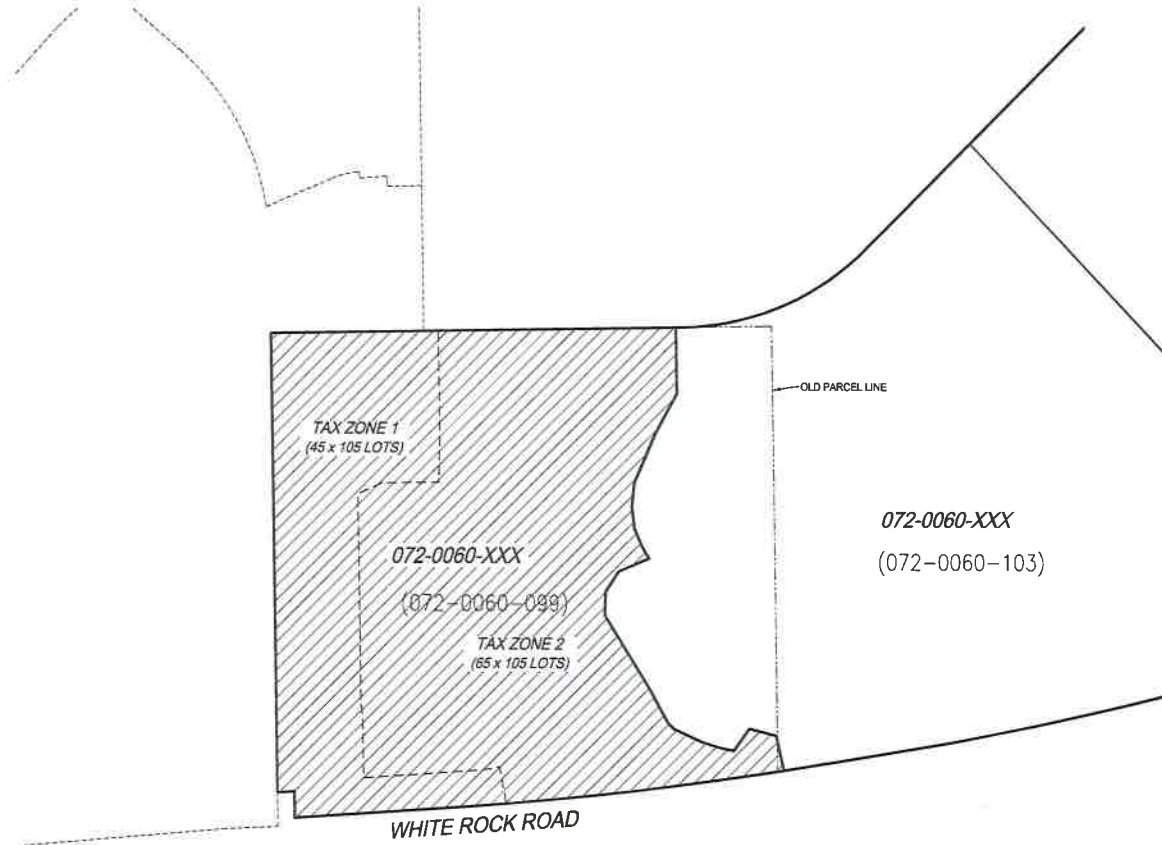 OLD PARCEL LINE
TAX ZONE 1
(45 x 105 LOTS)
072-0060-XXX
(072-0060-103)
072-0060-XXX
(072-0060-099)
TAX ZONE 2
(65 x 105 LOTS)
WHITE ROCK ROAD